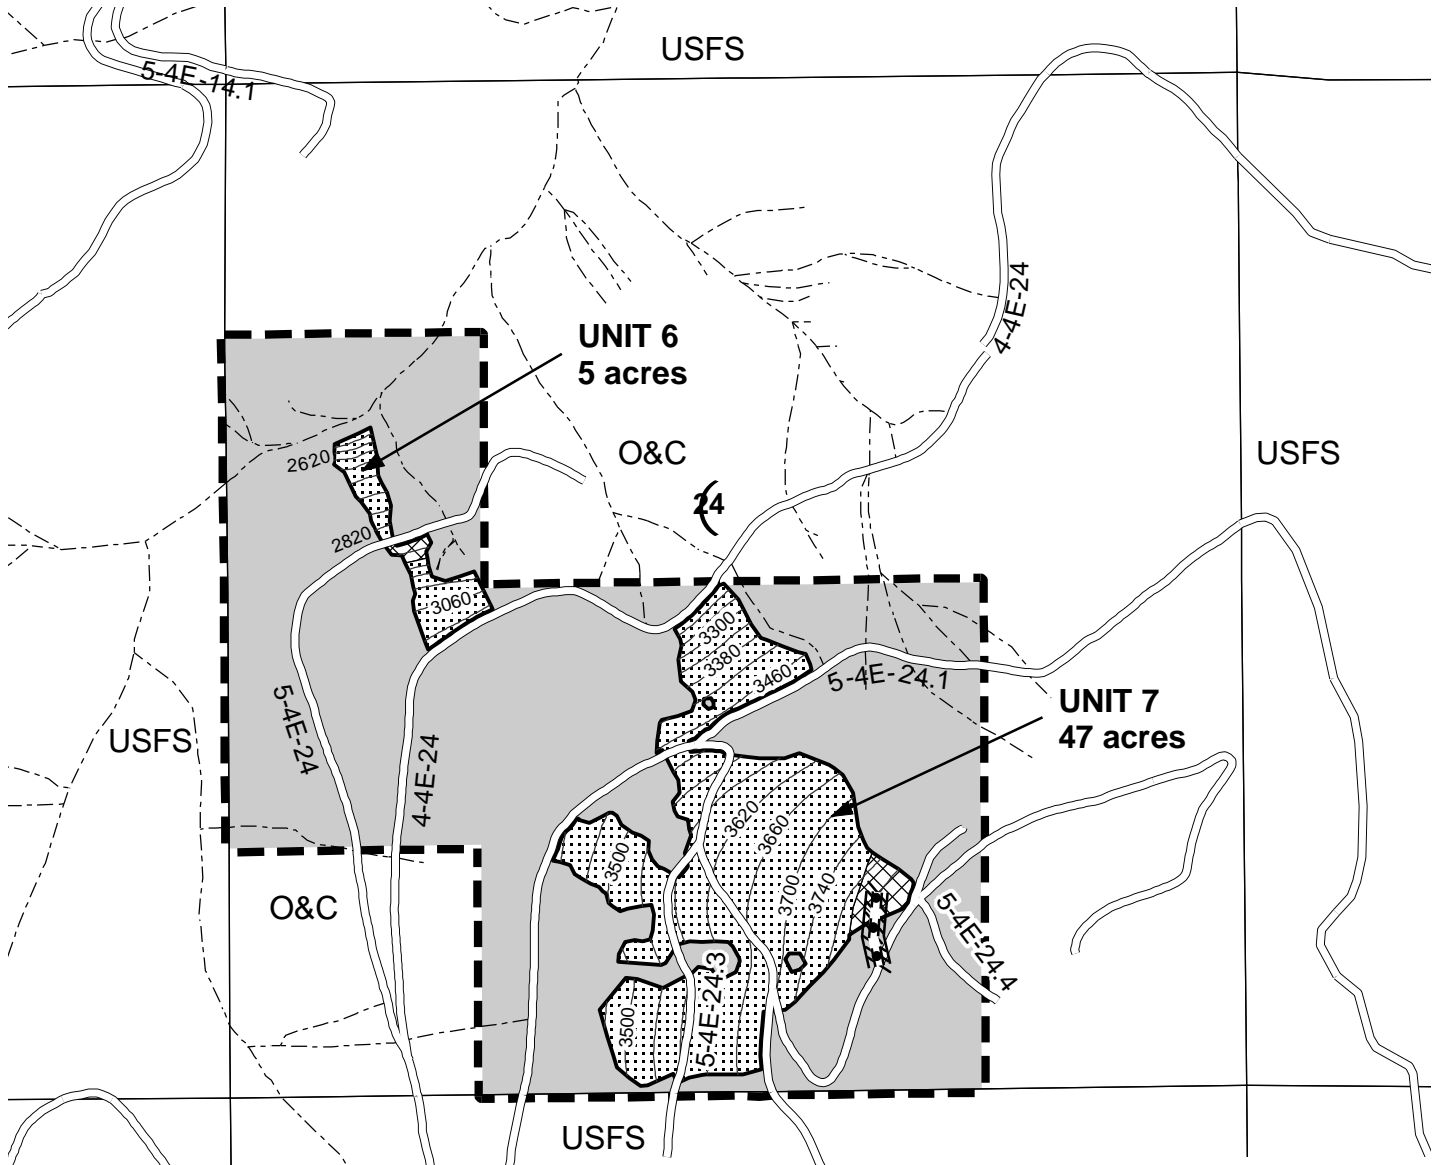 USFS
5-4E-14.1
4-4E-24
UNIT 6
5 acres
O&C
USFS
2620
24
2820
3060
3300
3380
3460
5-4E-24.1
5-4E-24
UNIT 7
47 acres
USFS
4-4E-24
3620
3660
3500
3700
3740
O&C
5-4E-24.4
5-4E-24.3
3500
USFS